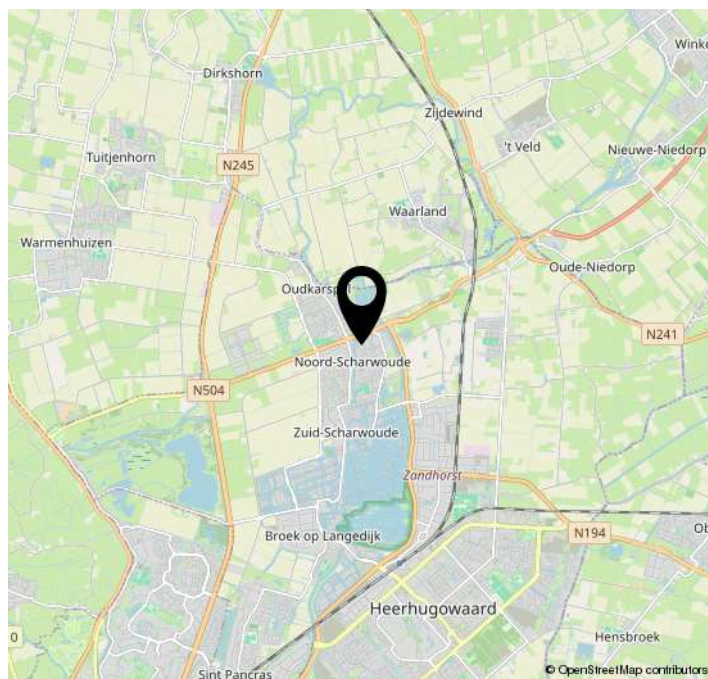 Winke
Dirkshorn
Zijdewind
't Veld
Nieuwe-Niedorp
Tuitjenhorn
N245
Waarland
Warmenhuizen
Oude-Niedorp
Oudkarspel
N241
Noord-Scharwoude
N504
Zuid-Scharwoude
Zandhorst
N194
Ob
Broek op Langedijk
Heerhugowaard
0
Hensbroek
Sint Pancras
© OpenStreetMap contributors